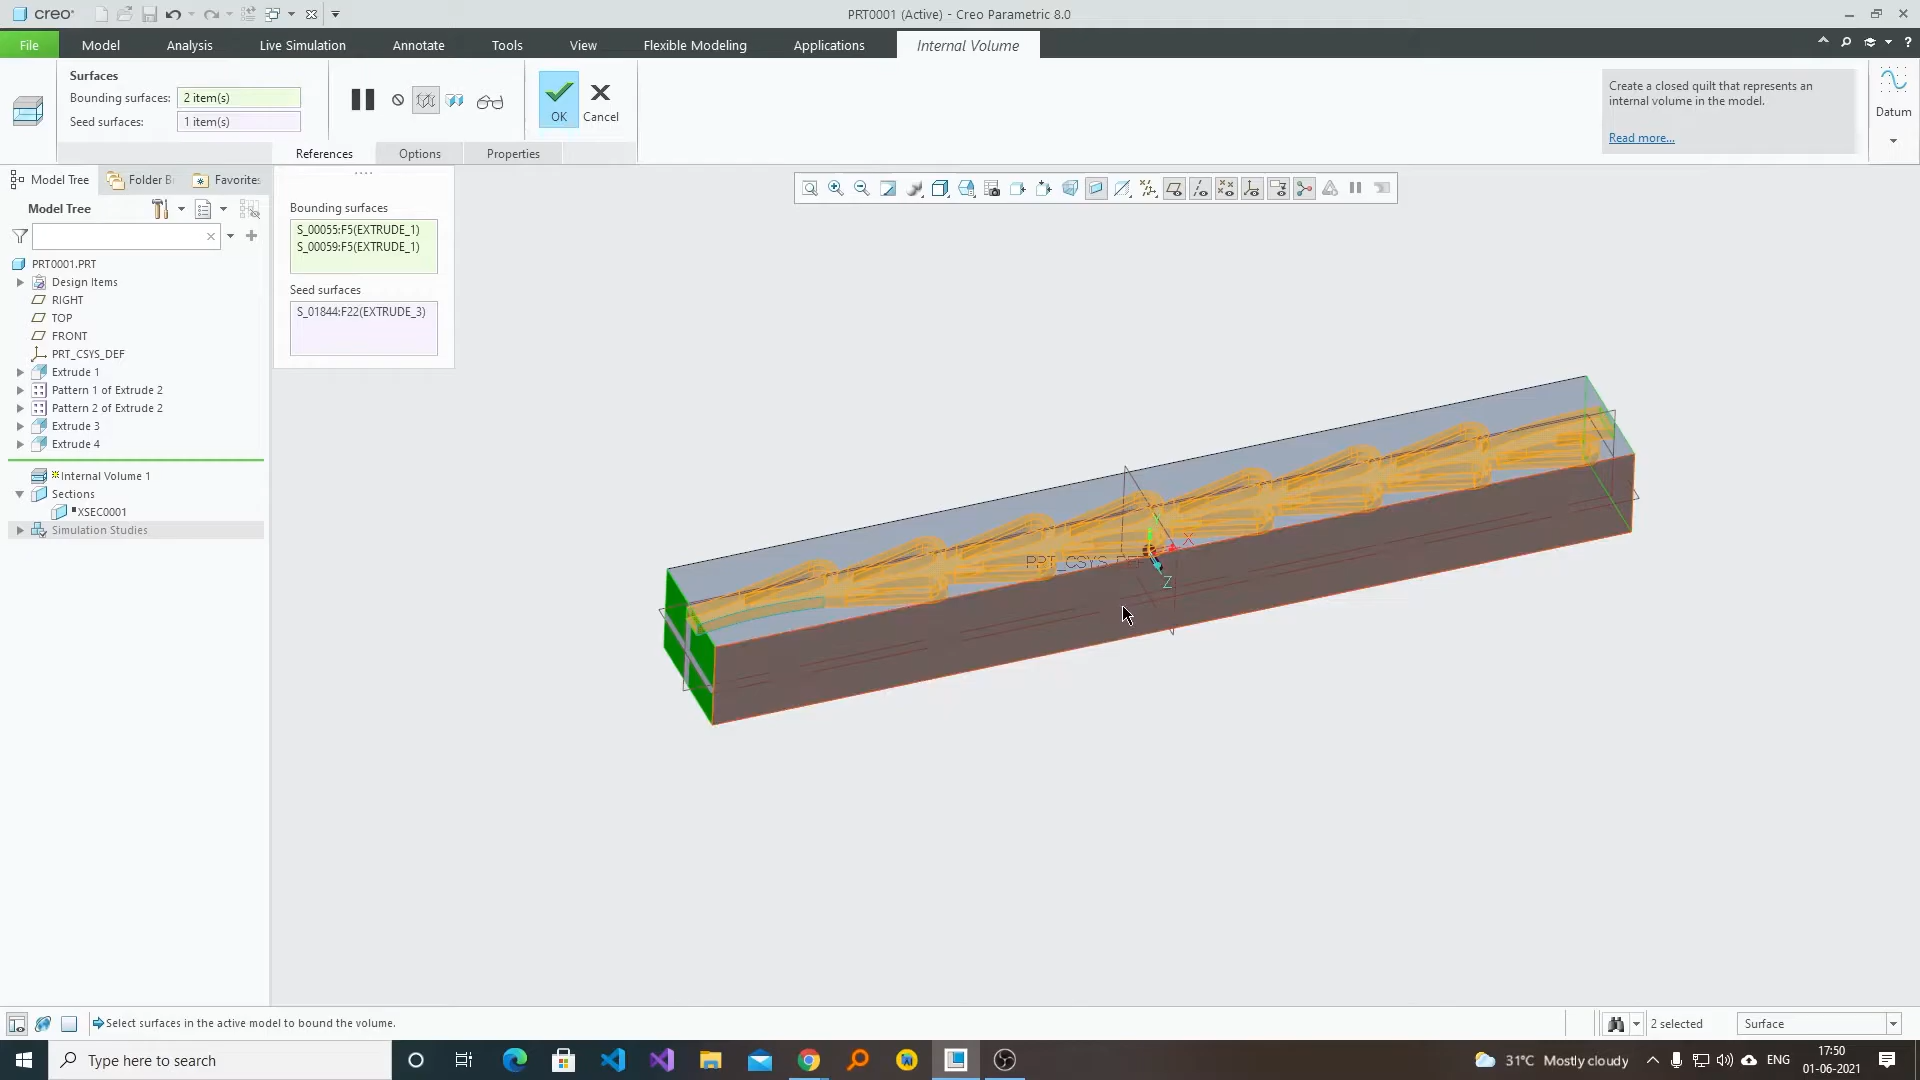 creo
PRT0001 (Active) - Creo Parametric 8.0
File
Model
Analysis
Live Simulation
Annotate
Tools
View
Flexible Modeling
Applications
Internal Volume
Surfaces
Bounding surfaces: 2 item(s)
Seed surfaces: 1 item(s)
OK
Cancel
References
Options
Properties
Create a closed quilt that represents an
internal volume in the model.
Read more...
Datum
Model Tree
Folder B
Favorites
Model Tree
PRT0001.PRT
Design Items
RIGHT
TOP
FRONT
PRT_CSYS_DEF
Extrude 1
Pattern 1 of Extrude 2
Pattern 2 of Extrude 2
Extrude 3
Extrude 4
Internal Volume 1
Sections
XSEC0001
Simulation Studies
Bounding surfaces
S_00055:F5(EXTRUDE_1)
S_00059:F5(EXTRUDE_1)
Seed surfaces
S_01844:F22(EXTRUDE_3)
PRT_CSYS_DEF
X
Y
Z
Select surfaces in the active model to bound the volume.
2 selected
Surface
Type here to search
31°C Mostly cloudy
ENG
17:50
01-06-2021